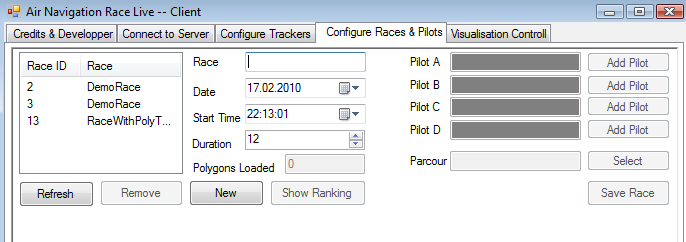 Air Navigation Race Live -- Client
Credits & Developper Connect to Server Configure Trackers Configure Races & Pilots Visualisation Controll
Race ID Race
2 DemoRace
3 DemoRace
13 RaceWithPolyT...
Refresh Remove
Race
Date 17.02.2010
Start Time 22:13:01
Duration 12
Polygons Loaded 0
New Show Ranking
Pilot A Add Pilot
Pilot B Add Pilot
Pilot C Add Pilot
Pilot D Add Pilot
Parcour Select
Save Race